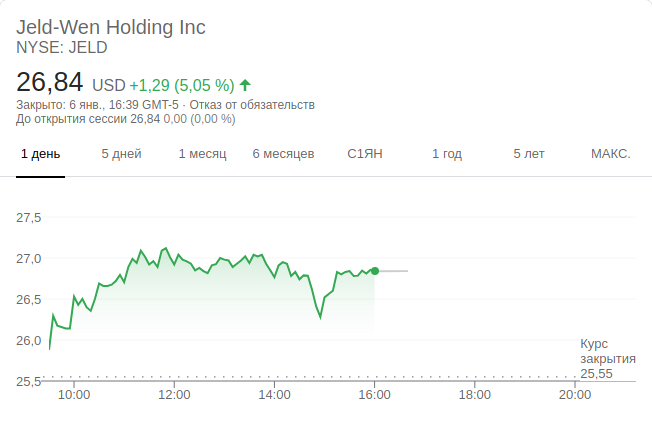 Jeld-Wen Holding Inc
NYSE: JELD
26,84 USD +1,29 (5,05 %)
Закрыто: 6 янв., 16:39 GMT-5 · Отказ от обязательств
До открытия сессии 26,84 0,00 (0,00 %)
1 день 5 дней 1 месяц 6 месяцев С1ЯН 1 год 5 лет МАКС.
27,5
27,0
26,5
26,0
Курс
закрытия
25,55
25,5
10:00 12:00 14:00 16:00 18:00 20:00